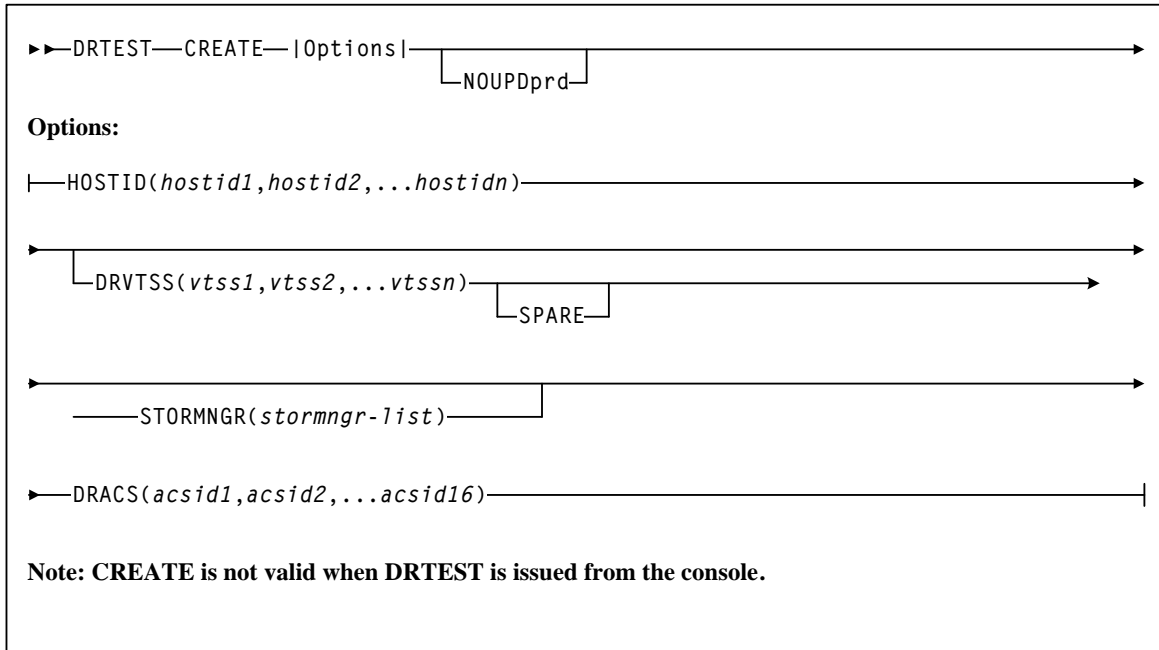 DRTEST CREATE |Options|
NOUPDprd
Options:
HOSTID(hostid1,hostid2,...hostidn)
DRVTSS(vtss1,vtss2,...vtssn)
SPARE
STORMNGR(stormngr-list)
DRACS(acsid1,acsid2,...acsid16)
Note: CREATE is not valid when DRTEST is issued from the console.